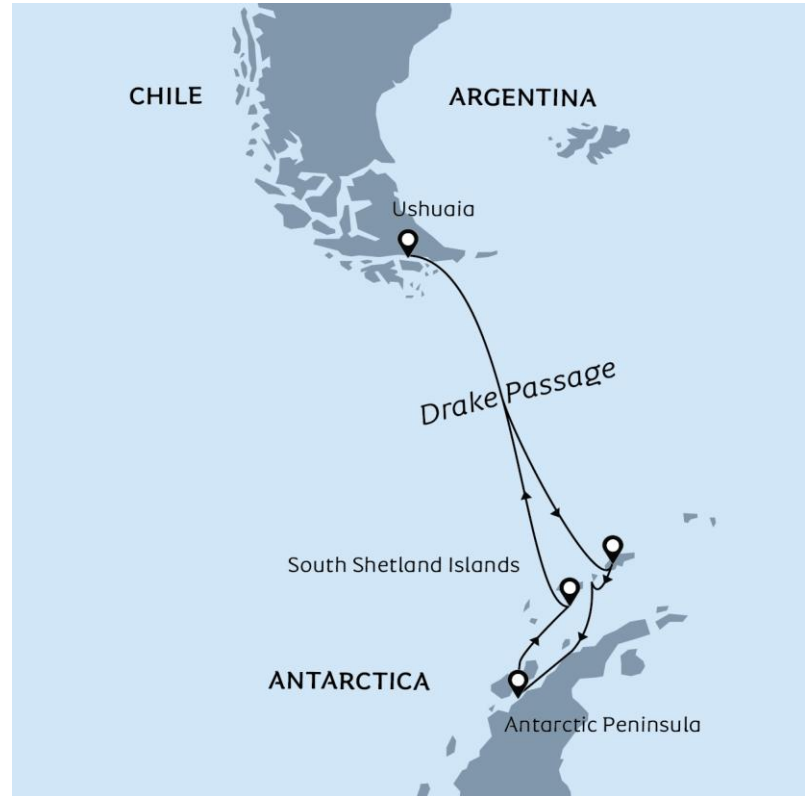 CHILE
ARGENTINA
Ushuaia
Drake Passage
South Shetland Islands
ANTARCTICA
Antarctic Peninsula